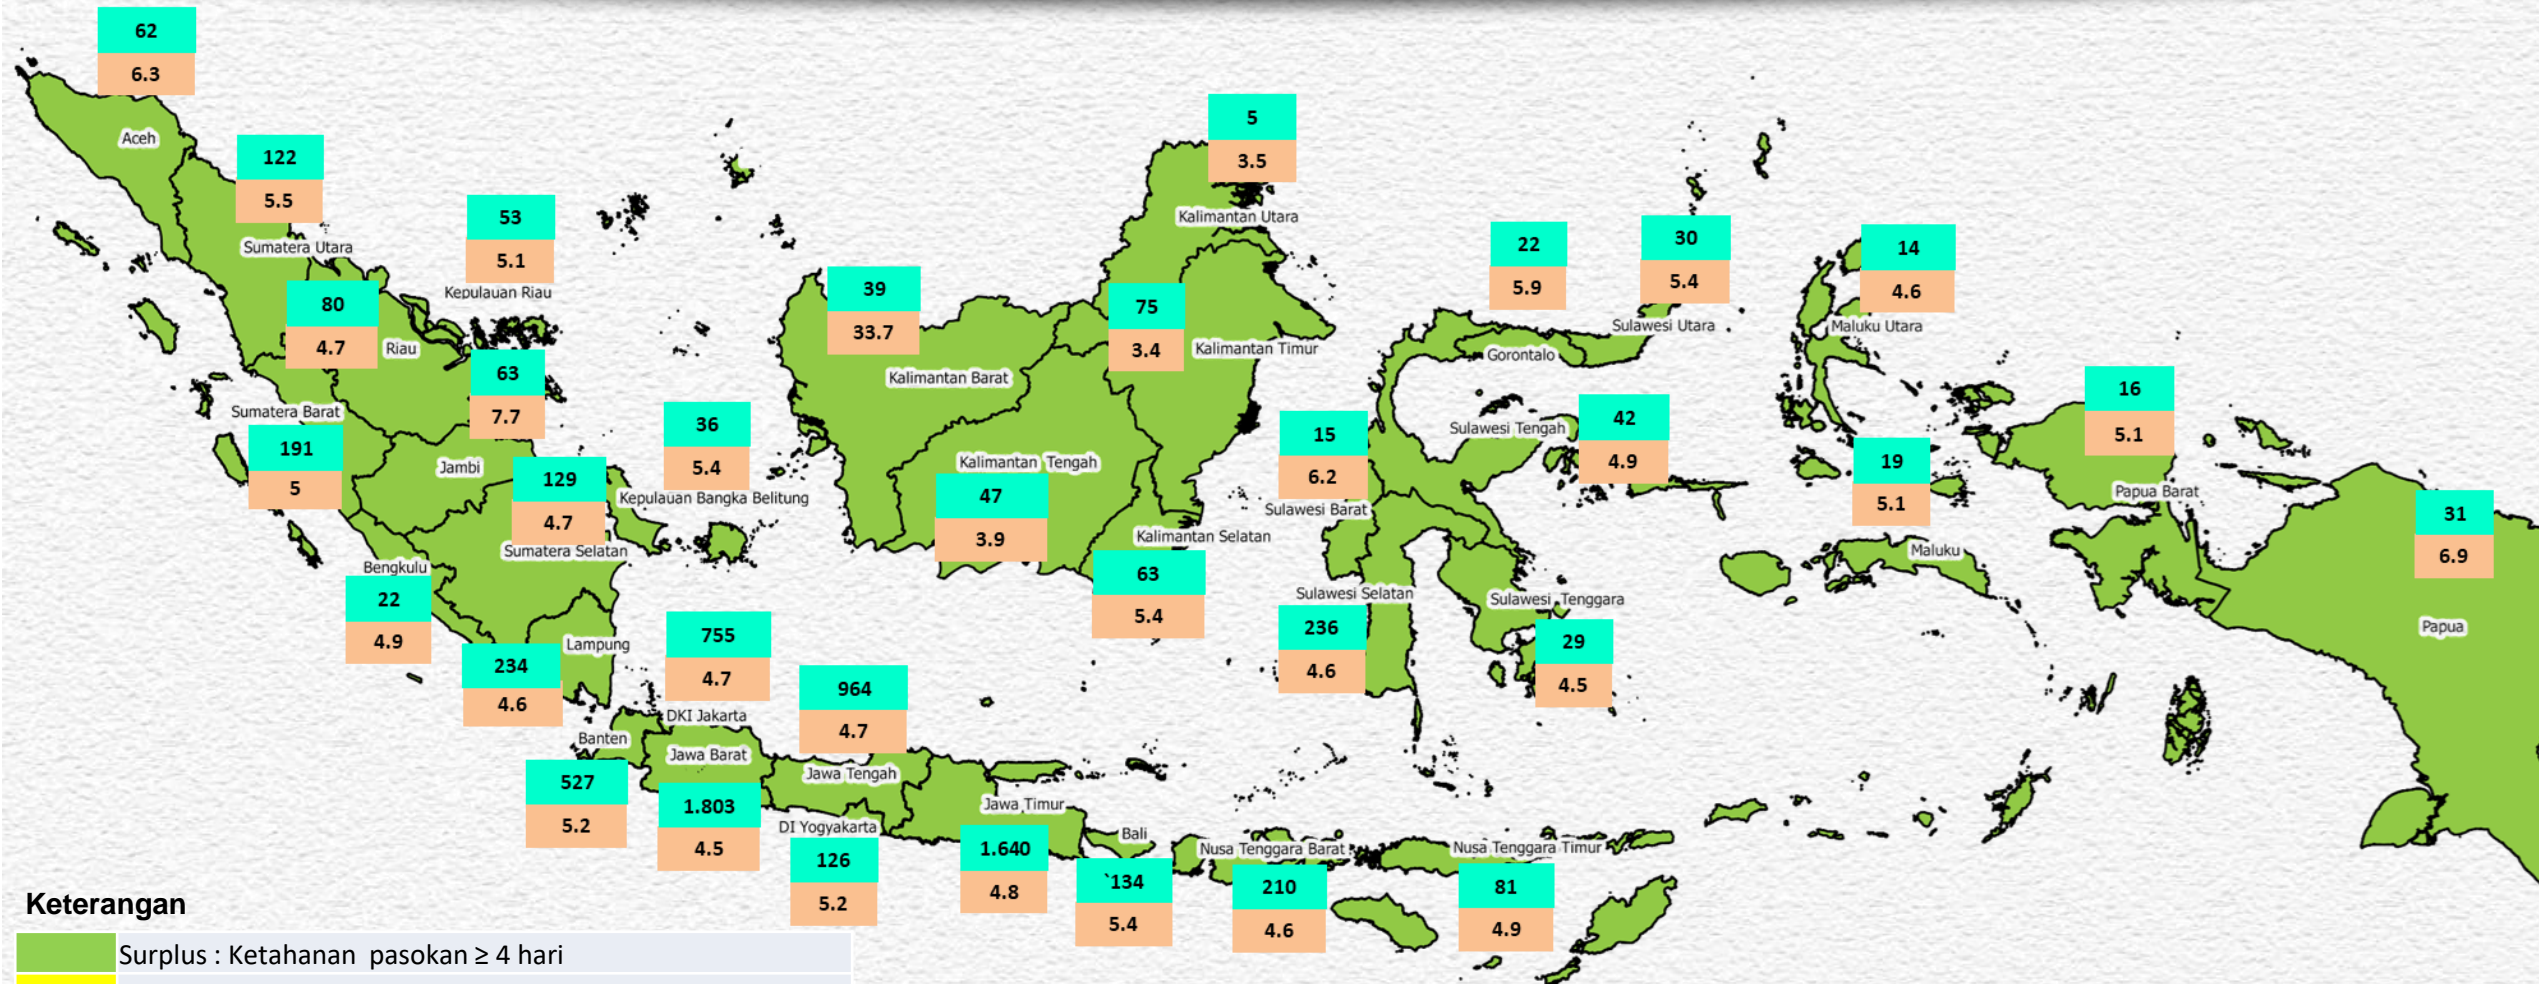 62
6.3
Aceh
122
5.5
Sumatera Utara
53
5.1
Kepulauan Riau
80
4.7
Riau
63
7.7
Sumatera Barat
191
5
Jambi
129
4.7
Sumatera Selatan
36
5.4
Kepulauan Bangka Belitung
Bengkulu
22
4.9
234
4.6
Lampung
755
4.7
DKI Jakarta
964
4.7
Banten
527
5.2
Jawa Barat
1.803
4.5
Jawa Tengah
DI Yogyakarta
126
5.2
Jawa Timur
1.640
4.8
Bali
`134
5.4
Nusa Tenggara Barat
210
4.6
Nusa Tenggara Timur
81
4.9
5
3.5
Kalimantan Utara
39
33.7
Kalimantan Barat
75
3.4
Kalimantan Timur
Kalimantan Tengah
47
3.9
Kalimantan Selatan
63
5.4
22
5.9
Gorontalo
30
5.4
Sulawesi Utara
Sulawesi Tengah
42
4.9
15
6.2
Sulawesi Barat
Sulawesi Selatan
236
4.6
Sulawesi Tenggara
29
4.5
14
4.6
Maluku Utara
19
5.1
Maluku
16
5.1
Papua Barat
31
6.9
Papua
Keterangan
Surplus : Ketahanan pasokan ≥ 4 hari